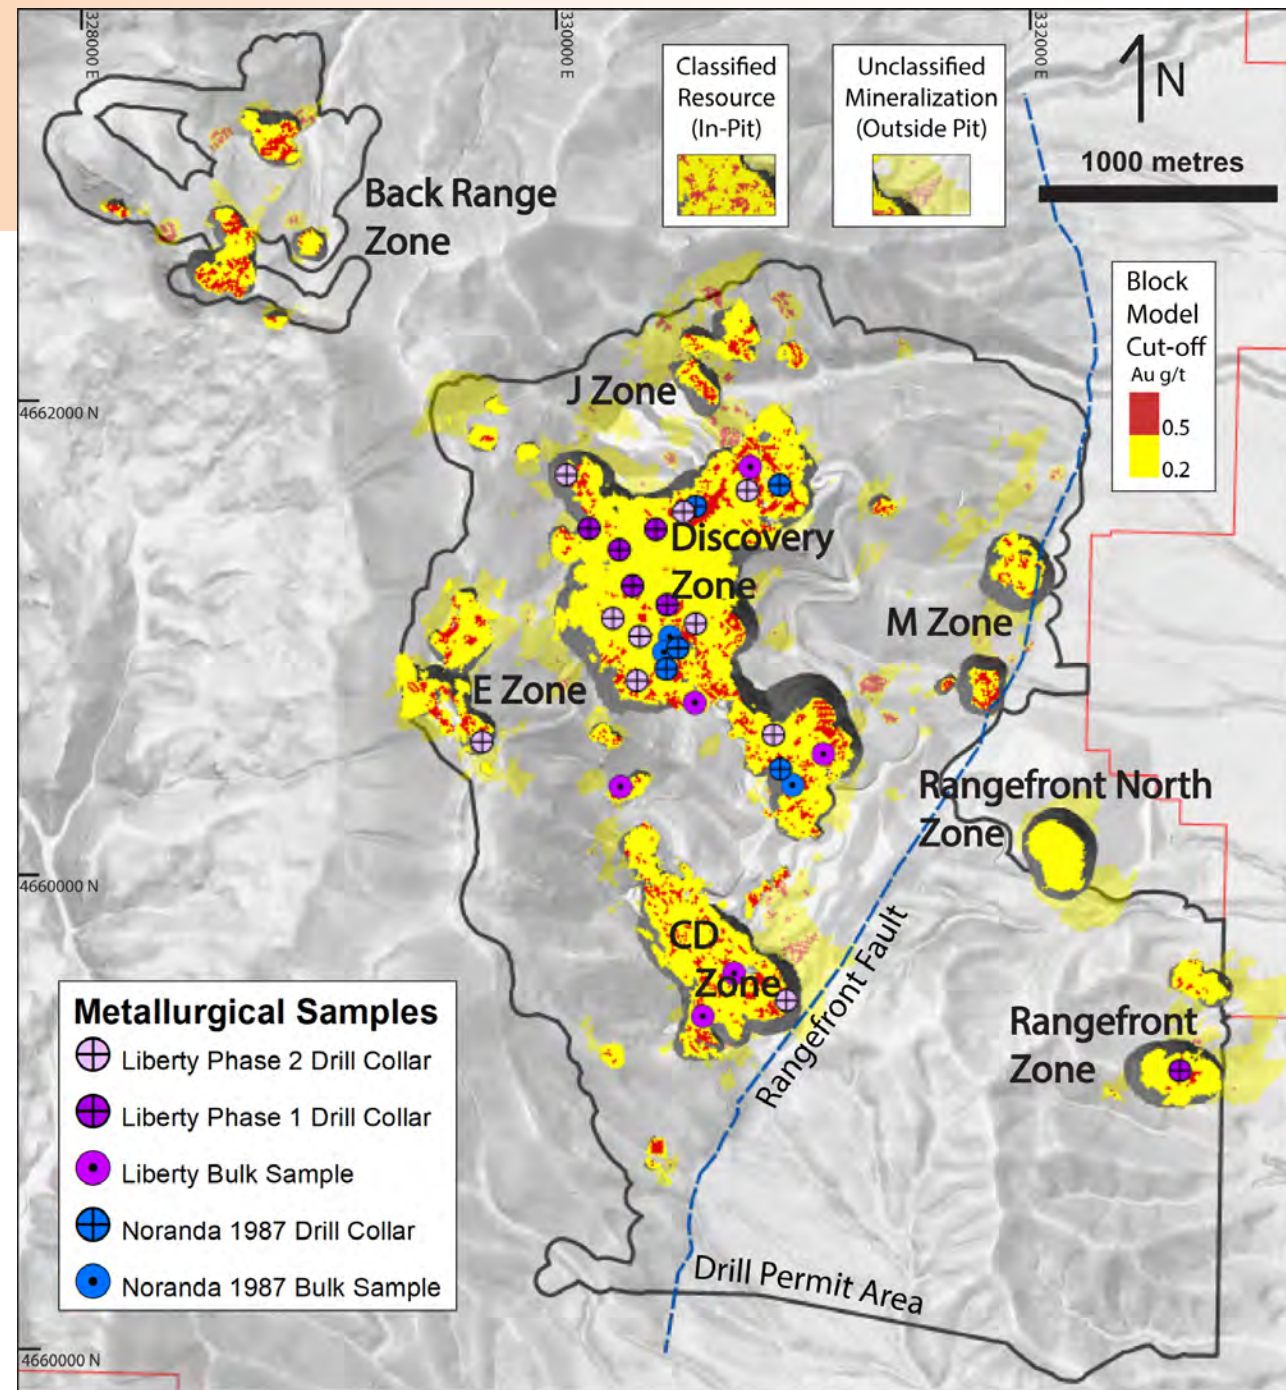 328000 E
330000 E
332000 E
N
1000 metres
Classified
Resource
(In-Pit)
Unclassified
Mineralization
(Outside Pit)
Back Range
Zone
Block
Model
Cut-off
Au g/t
0.5
0.2
J Zone
4662000 N
Discovery
Zone
M Zone
E Zone
Rangefront North
Zone
4660000 N
CD
Zone
Rangefront Fault
Rangefront
Zone
Metallurgical Samples
Liberty Phase 2 Drill Collar
Liberty Phase 1 Drill Collar
Liberty Bulk Sample
Noranda 1987 Drill Collar
Noranda 1987 Bulk Sample
Drill Permit Area
4660000 N